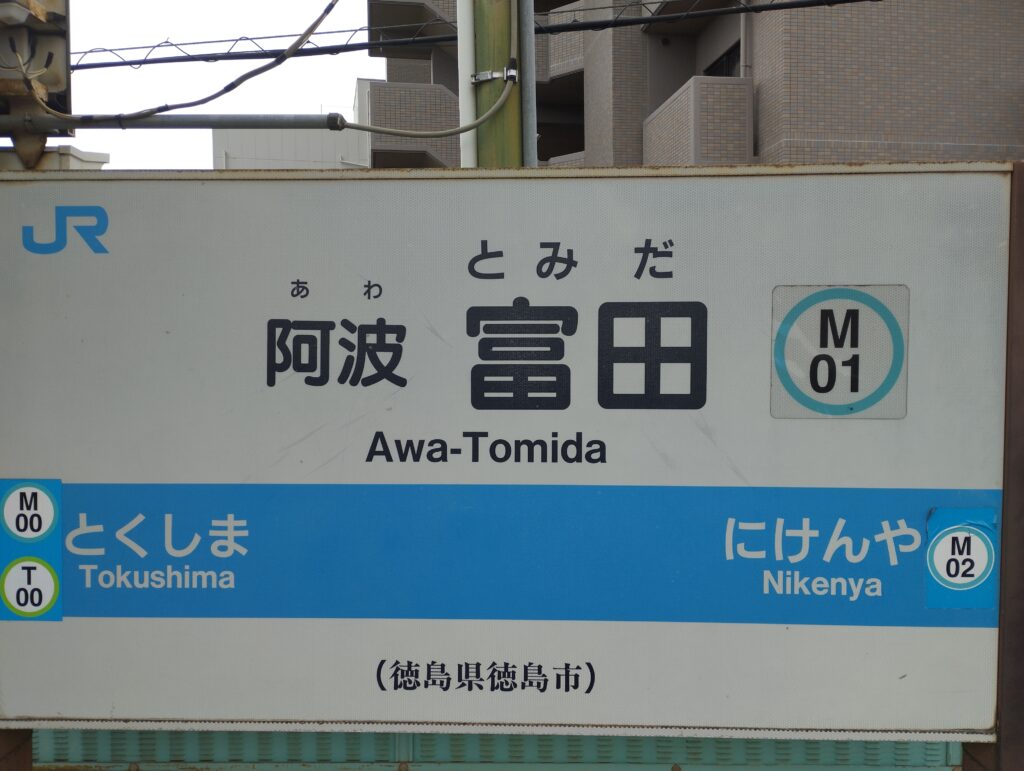 JR
とみだ
あわ
阿波 富田
M
01
Awa-Tomida
M
00
とくしま
Tokushima
T
00
にけんや
Nikenya
M
02
(徳島県徳島市)